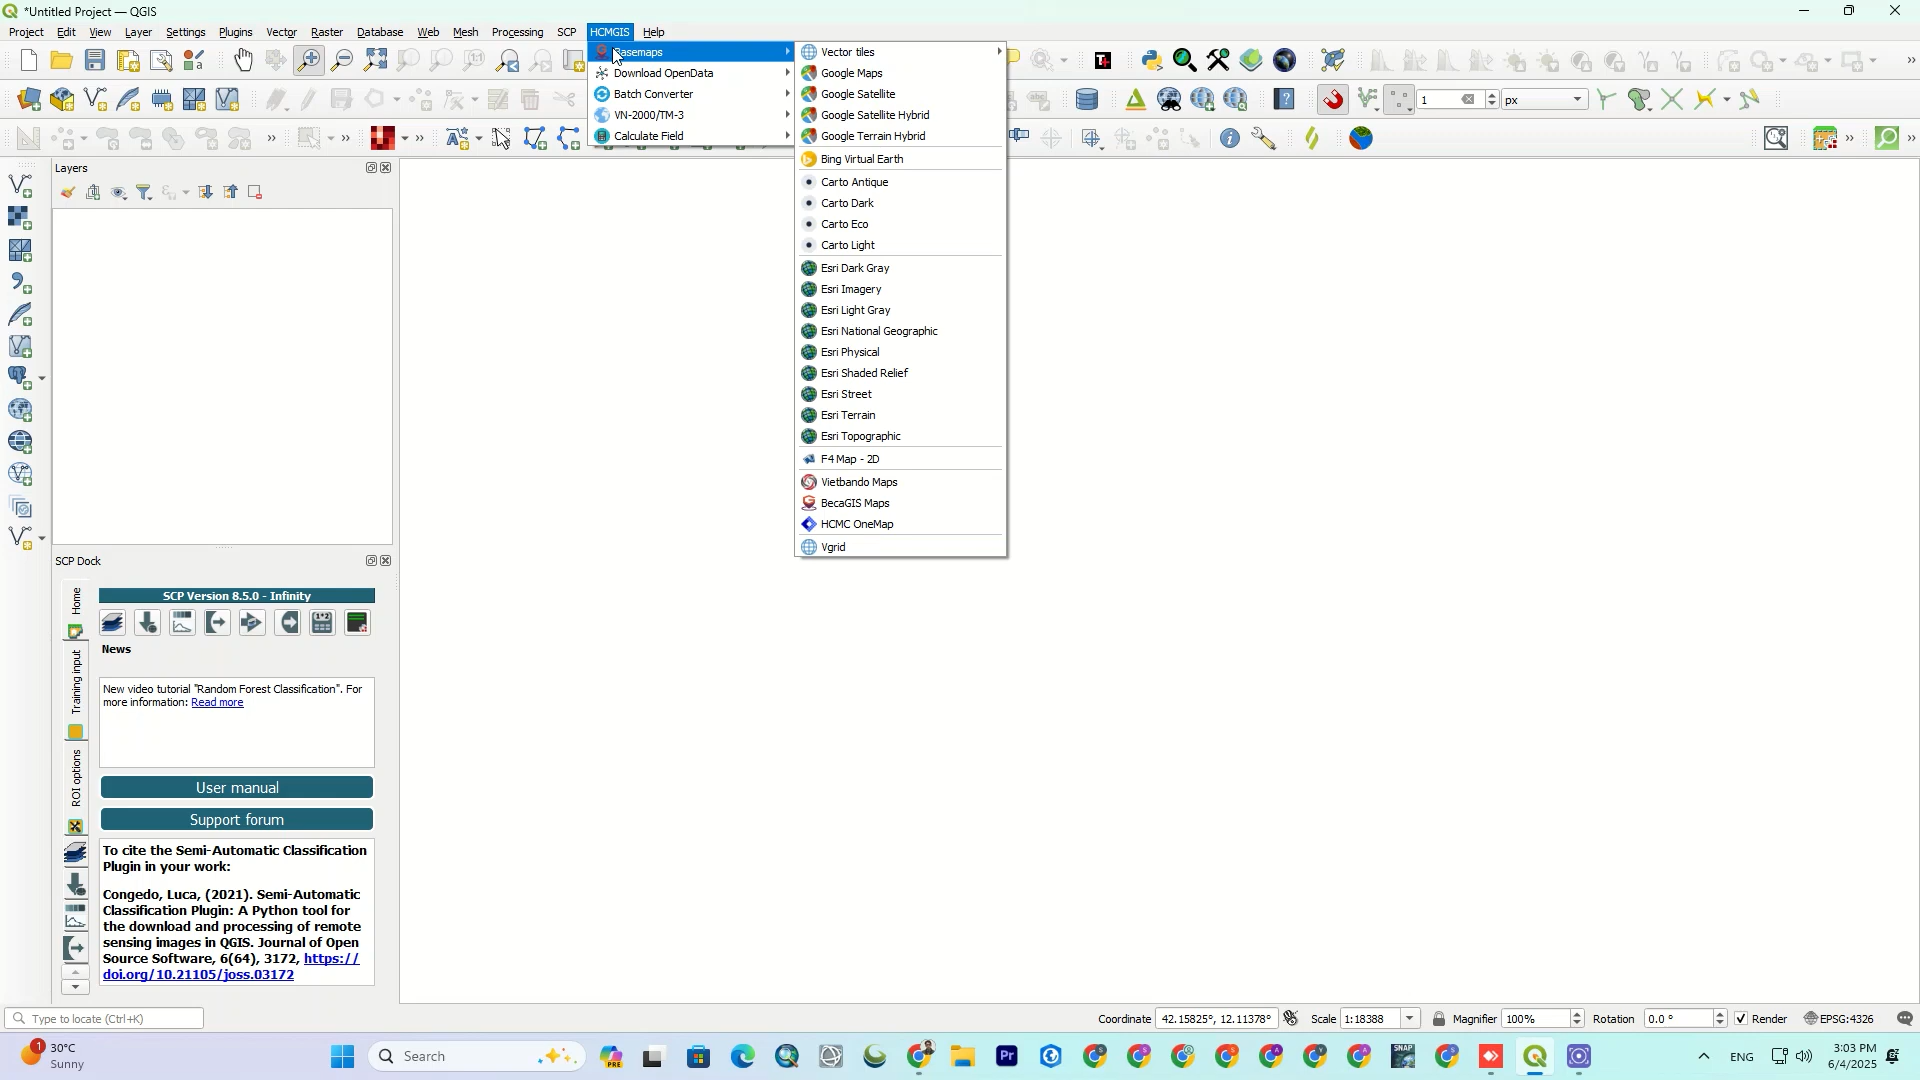 *Untitled Project — QGIS
Project Edit View Layer Settings Plugins Vector Raster Database Web Mesh Processing SCP HCMGIS Help
Basemaps
Download OpenData
Batch Converter
VN-2000/TM-3
Calculate Field
Vector tiles
Google Maps
Google Satellite
Google Satellite Hybrid
Google Terrain Hybrid
Bing Virtual Earth
Carto Antique
Carto Dark
Carto Eco
Carto Light
Esri Dark Gray
Esri Imagery
Esri Light Gray
Esri National Geographic
Esri Physical
Esri Shaded Relief
Esri Street
Esri Terrain
Esri Topographic
F4 Map - 2D
Vietbando Maps
BecaGIS Maps
HCMC OneMap
Vgrid
1 px
Layers
SCP Dock
Home
Training input
ROI options
SCP Version 8.5.0 - Infinity
News
New video tutorial "Random Forest Classification". For
more information: Read more
User manual
Support forum
To cite the Semi-Automatic Classification
Plugin in your work:
Congedo, Luca, (2021). Semi-Automatic
Classification Plugin: A Python tool for
the download and processing of remote
sensing images in QGIS. Journal of Open
Source Software, 6(64), 3172, https://
doi.org/10.21105/joss.03172
Type to locate (Ctrl+K)
Coordinate 42.15825°, 12.11378° Scale 1:18388 Magnifier 100% Rotation 0.0 ° Render EPSG:4326
1 30°C
Sunny
Search
PRE
Pr
SNAP
ENG
3:03 PM
6/4/2025